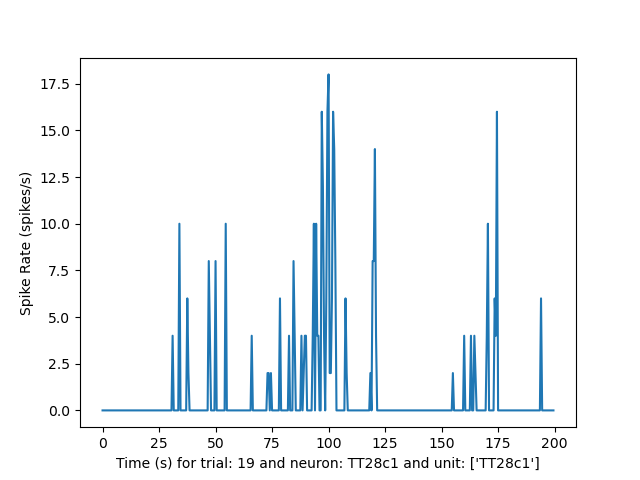 17.5
15.0
12.5
10.0
7.5
5.0
2.5
0.0
Spike Rate (spikes/s)
0 25 50 75 100 125 150 175 200
Time (s) for trial: 19 and neuron: TT28c1 and unit: ['TT28c1']